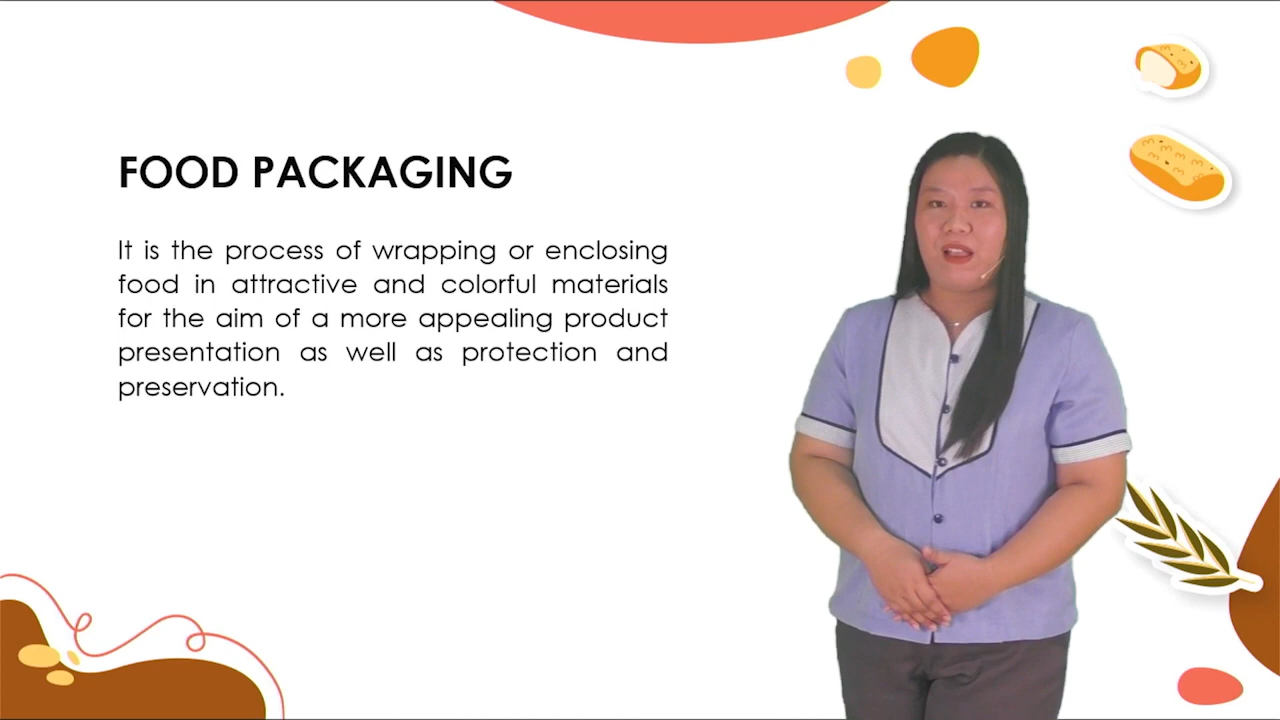 FOOD PACKAGING
It is the process of wrapping or enclosing
food in attractive and colorful materials
for the aim of a more appealing product
presentation as well as protection and
preservation.